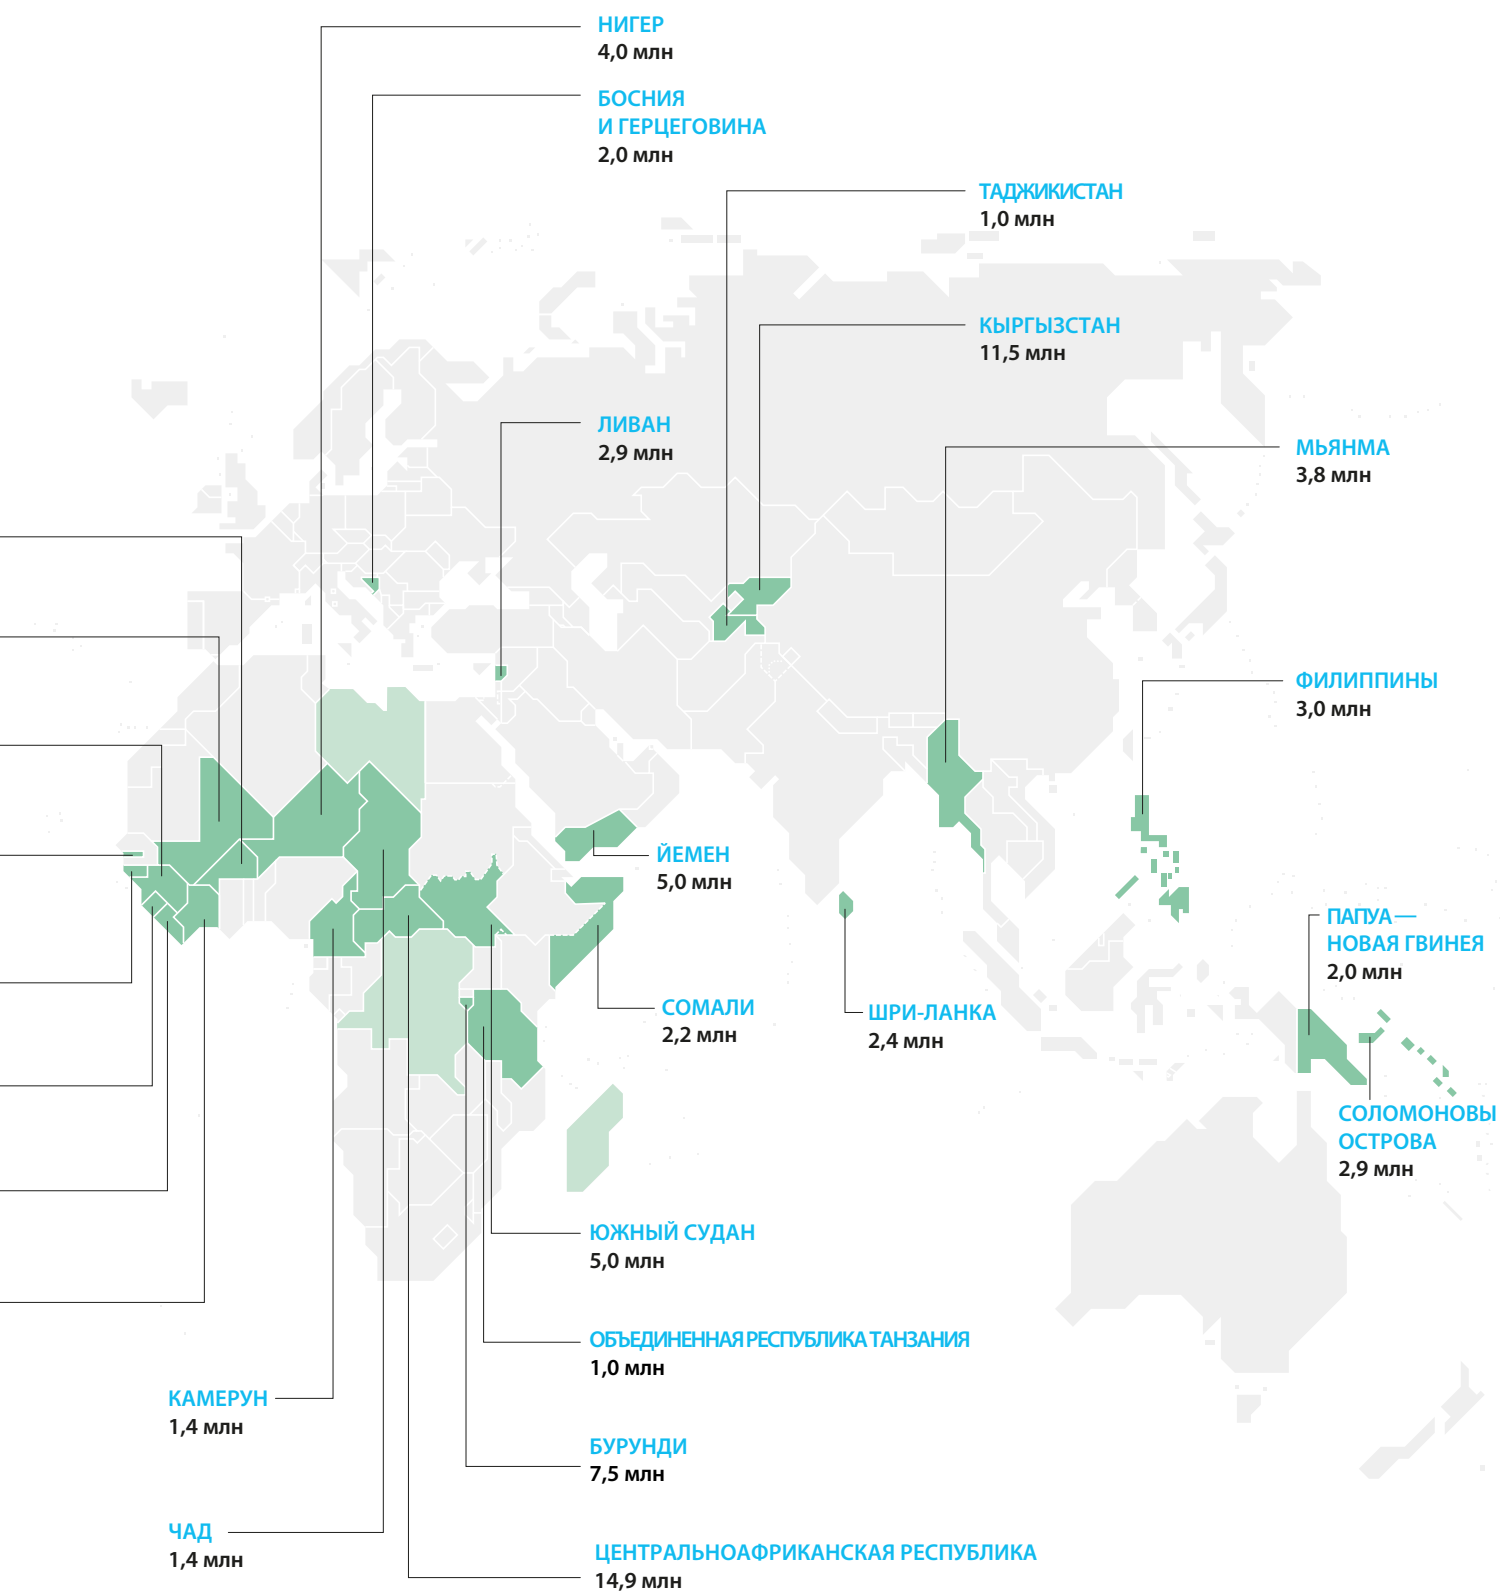 НИГЕР
4,0 млн
БОСНИЯ
И ГЕРЦЕГОВИНА
2,0 млн
ТАДЖИКИСТАН
1,0 млн
КЫРГЫЗСТАН
11,5 млн
ЛИВАН
2,9 млн
МЬЯНМА
3,8 млн
ФИЛИППИНЫ
3,0 млн
ЙЕМЕН
5,0 млн
ПАПУА —
НОВАЯ ГВИНЕЯ
2,0 млн
СОМАЛИ
2,2 млн
ШРИ-ЛАНКА
2,4 млн
СОЛОМОНОВЫ
ОСТРОВА
2,9 млн
ЮЖНЫЙ СУДАН
5,0 млн
ОБЪЕДИНЕННАЯ РЕСПУБЛИКА ТАНЗАНИЯ
1,0 млн
КАМЕРУН
1,4 млн
БУРУНДИ
7,5 млн
ЧАД
1,4 млн
ЦЕНТРАЛЬНОАФРИКАНСКАЯ РЕСПУБЛИКА
14,9 млн